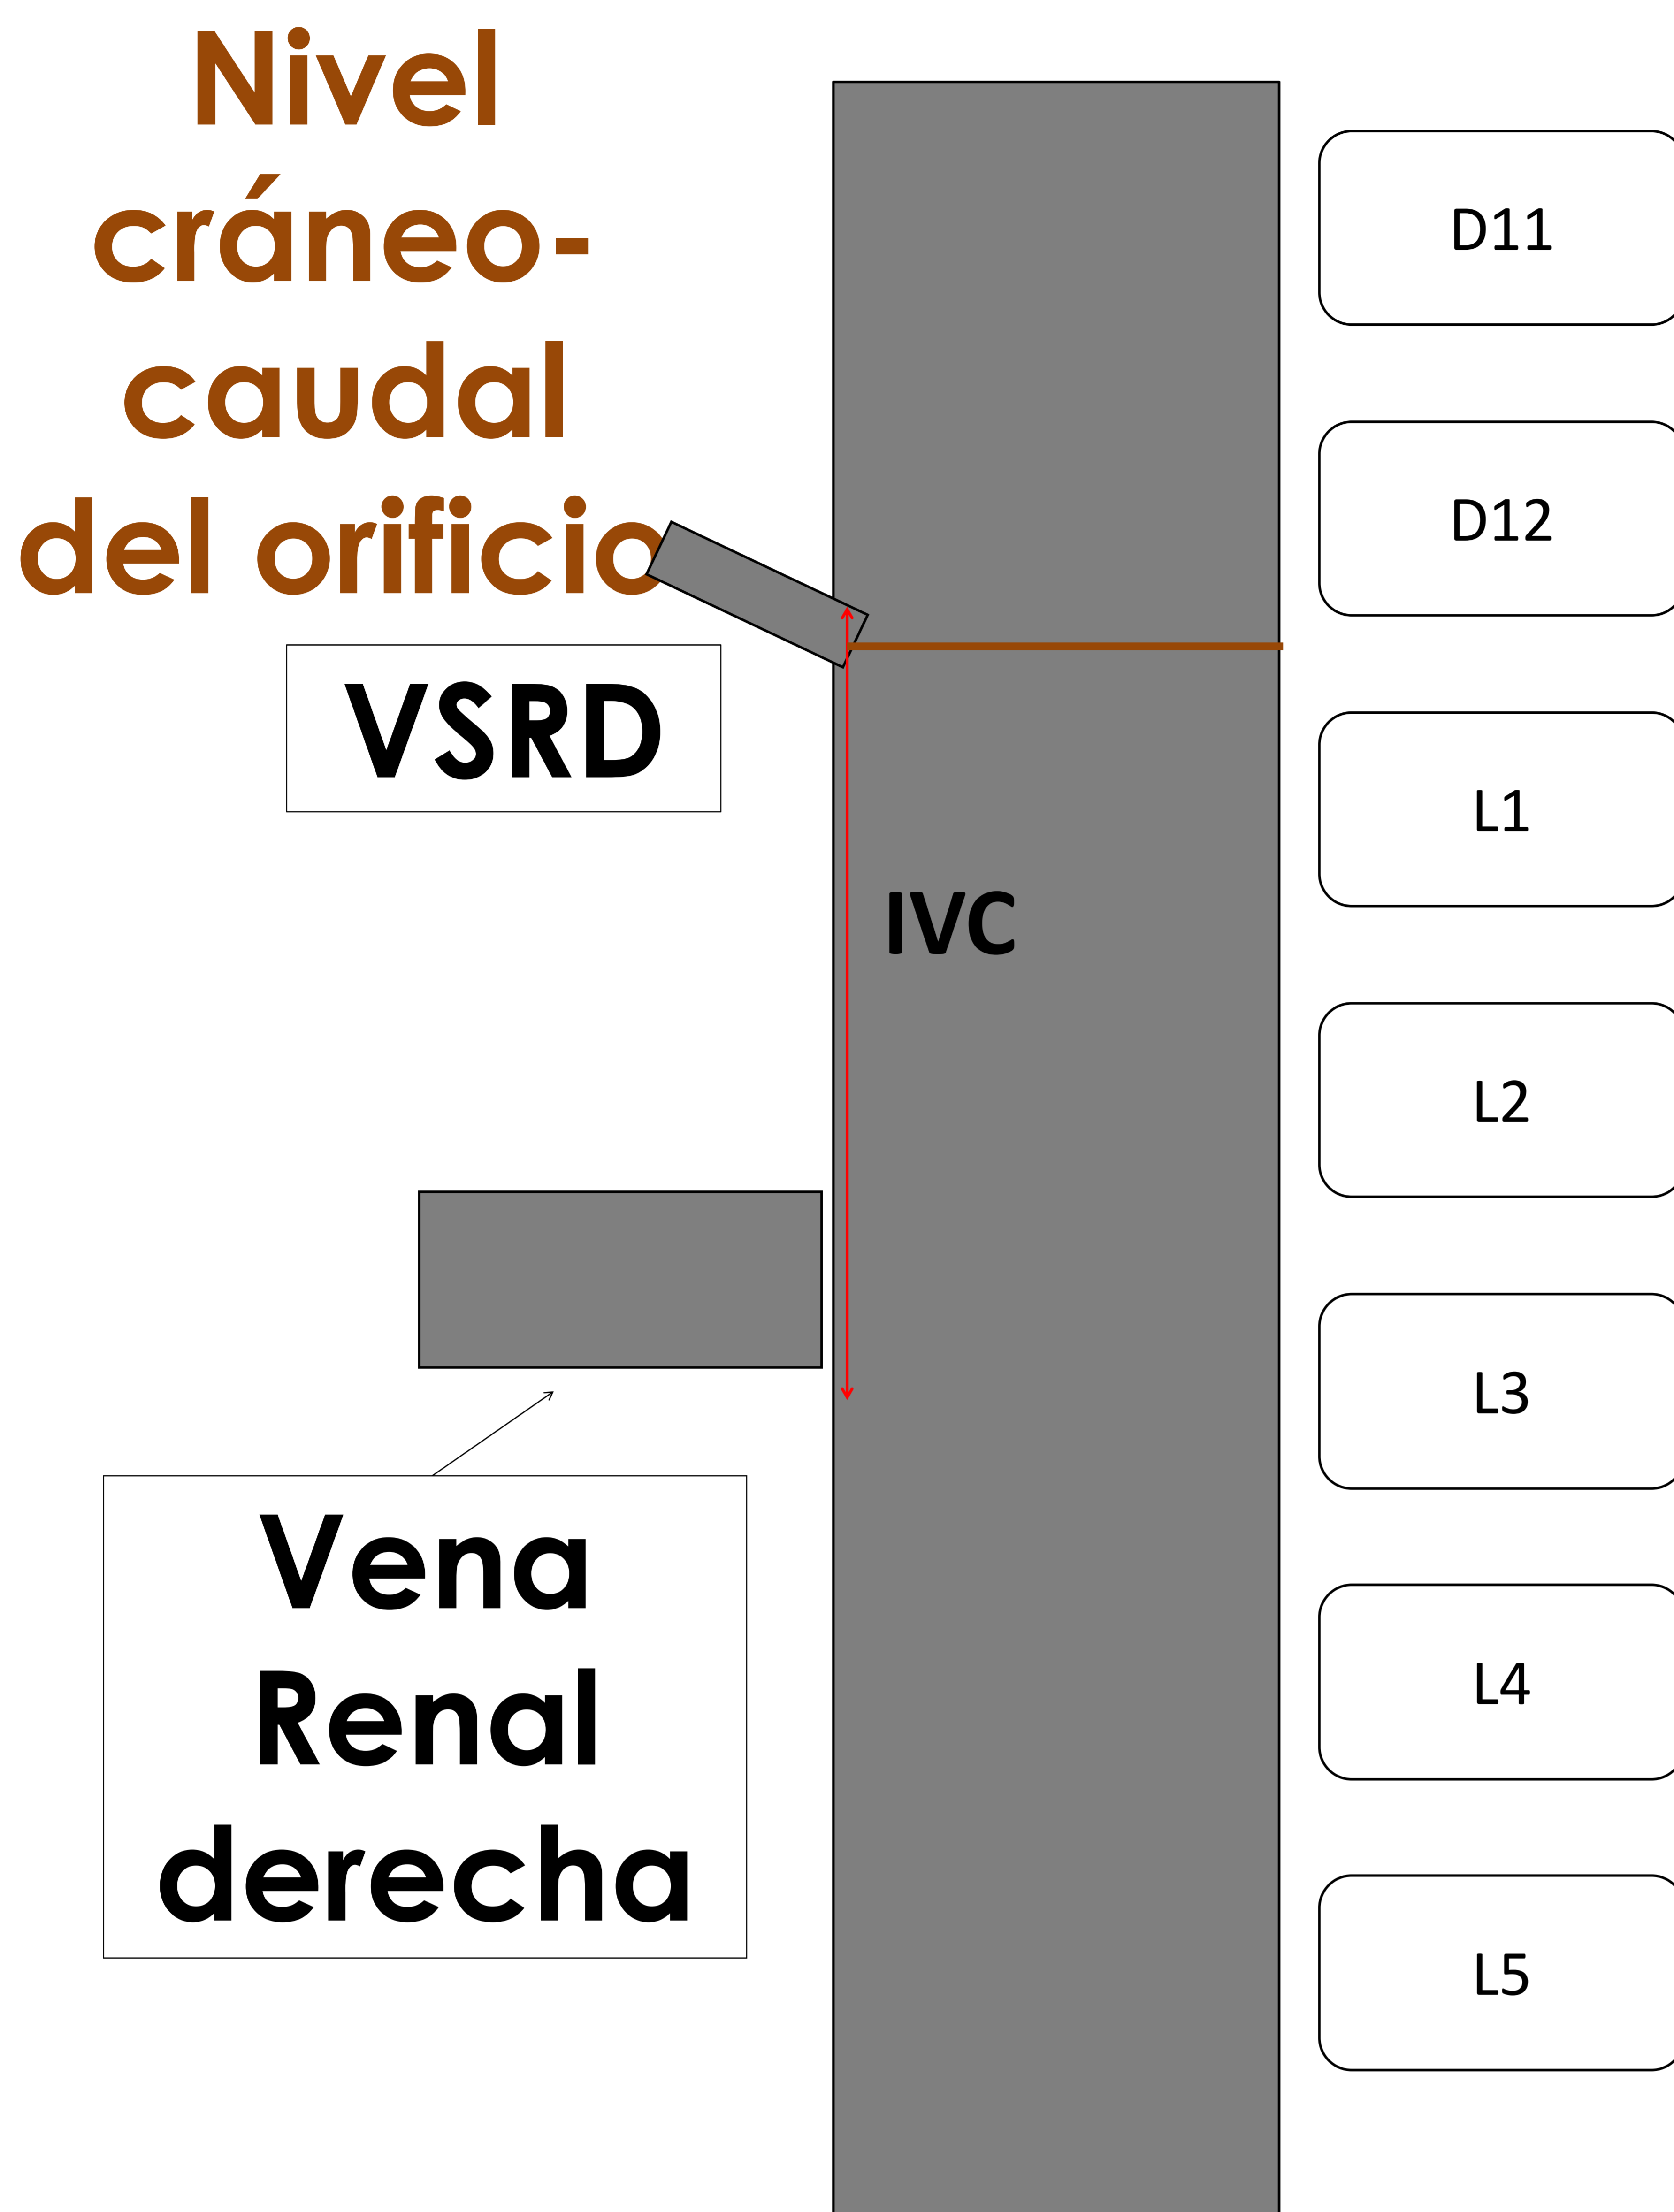 Nivel
cráneo-
caudal
del orificio
VSRD
IVC
Vena
Renal
derecha
D11
D12
L1
L2
L3
L4
L5